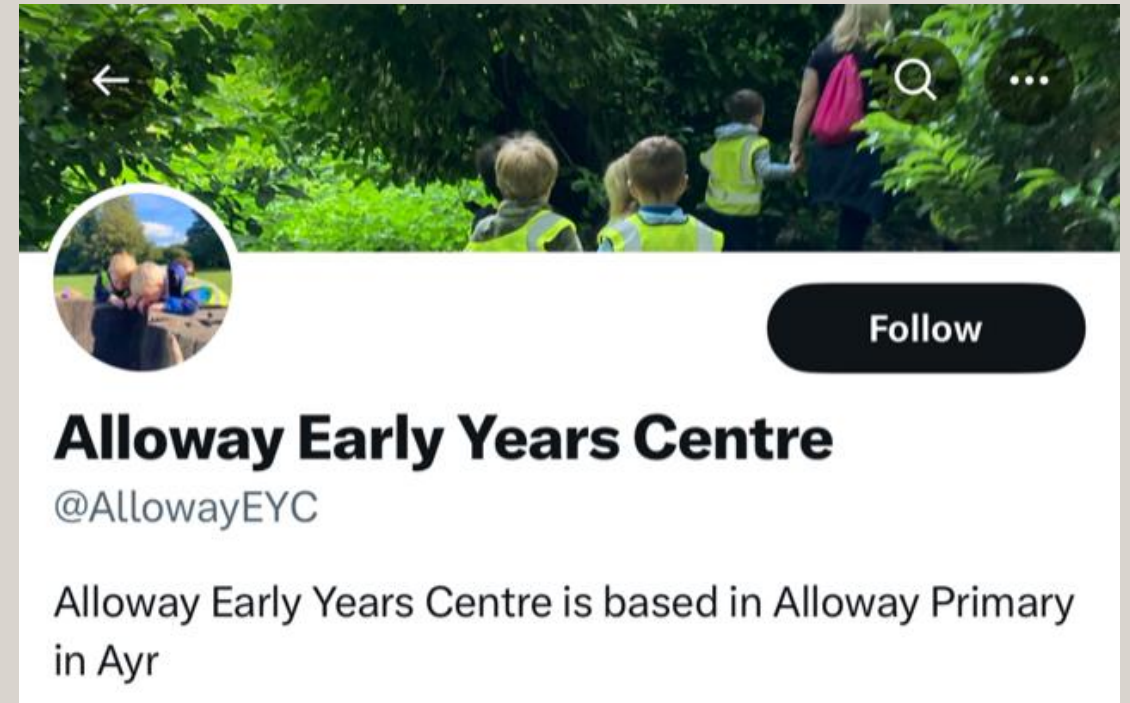 Follow
Alloway Early Years Centre
@AllowayEYC
Alloway Early Years Centre is based in Alloway Primary
in Ayr